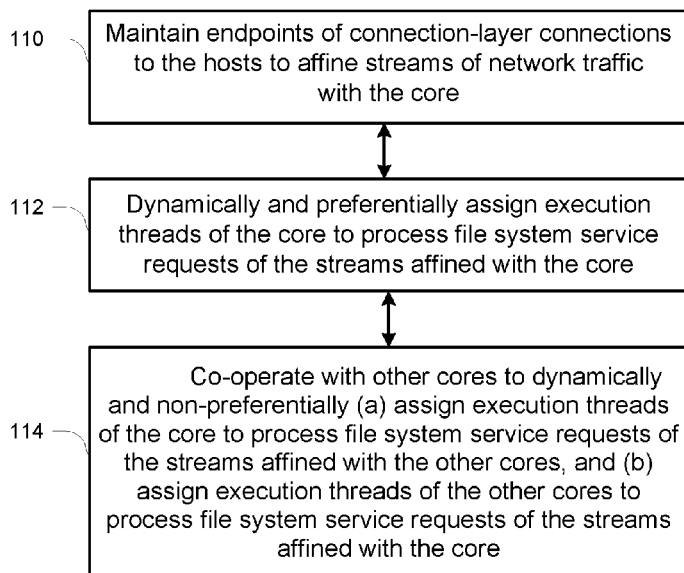 110
Maintain endpoints of connection-layer connections
to the hosts to affine streams of network traffic
with the core
112
Dynamically and preferentially assign execution
threads of the core to process file system service
requests of the streams affined with the core
114
Co-operate with other cores to dynamically
and non-preferentially (a) assign execution threads
of the core to process file system service requests of
the streams affined with the other cores, and (b)
assign execution threads of the other cores to
process file system service requests of the streams
affined with the core